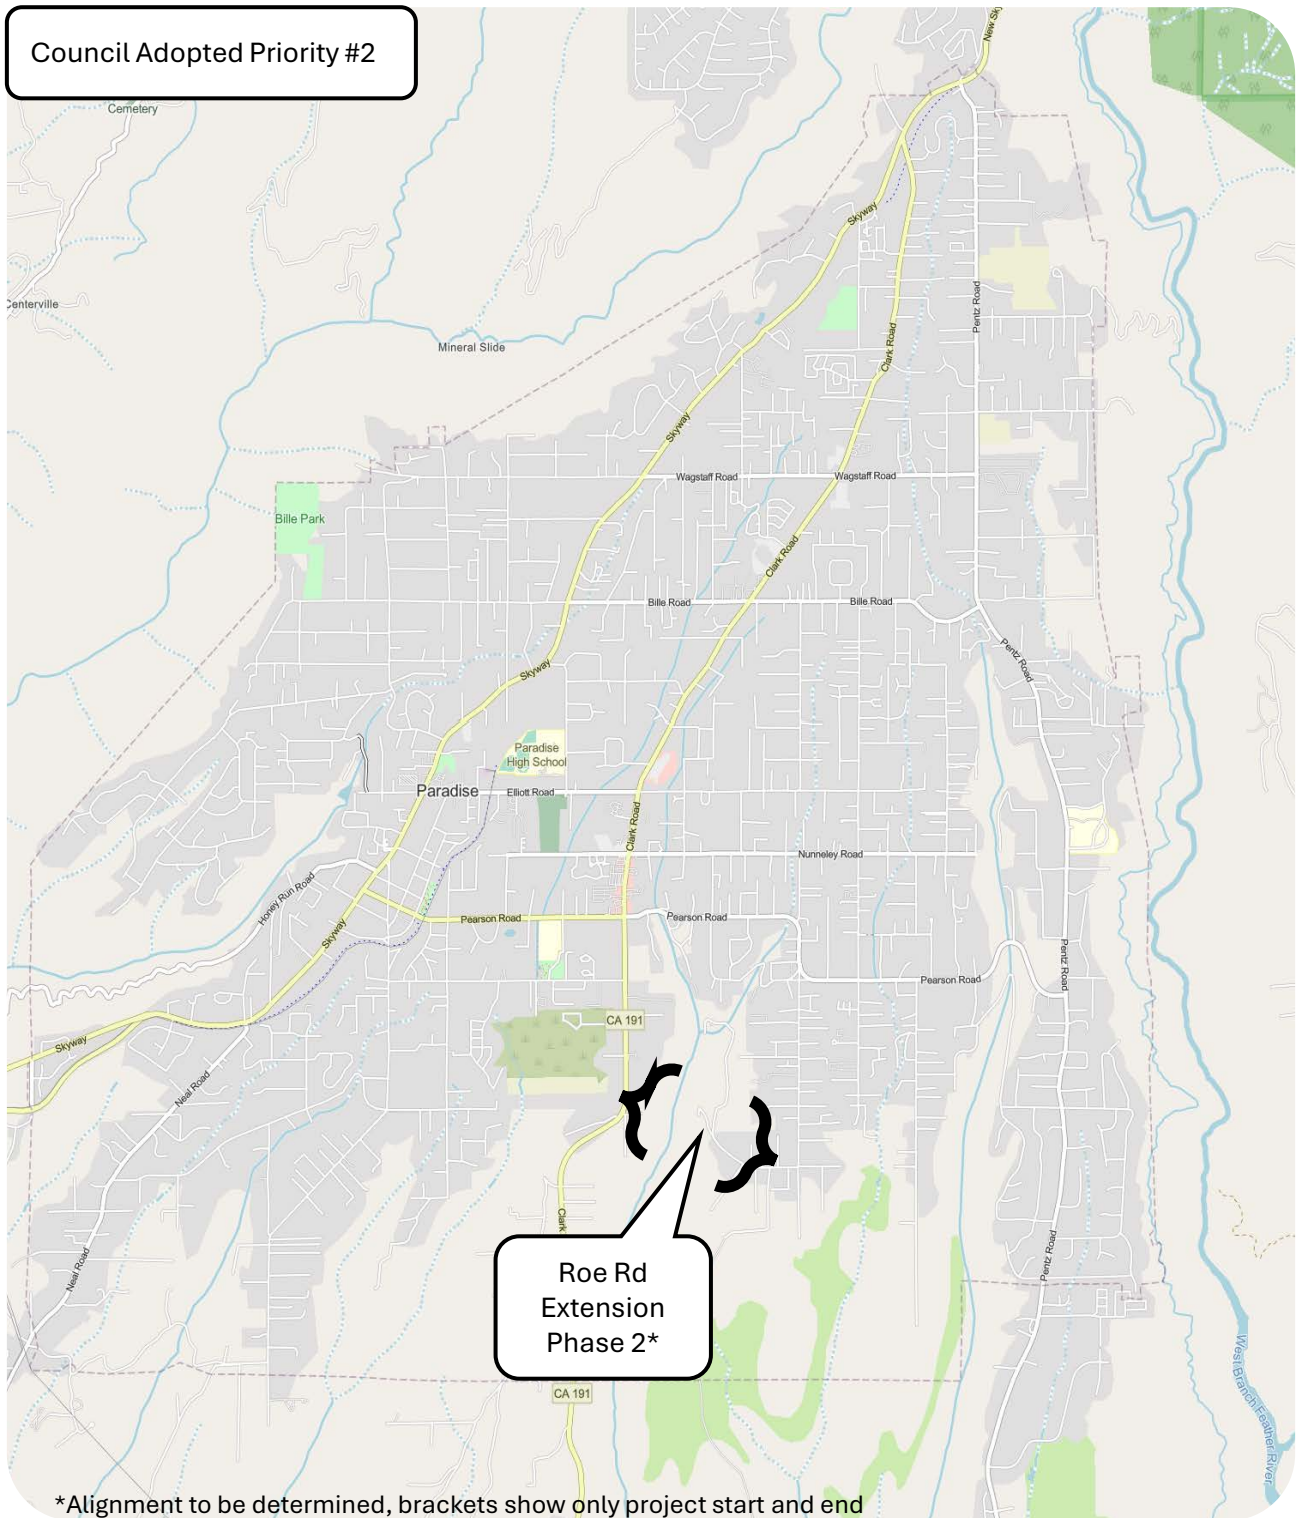 Council Adopted Priority #2
New Sky
Cemetery
Skyway
Centerville
Pentz Road
Mineral Slide
Clark Road
Skyway
Wagstaff Road
Wagstaff Road
Bille Park
Clark Road
Bille Road
Bille Road
Pentz Road
Skyway
Paradise
High School
Paradise
Elliott Road
Clark Road
Nunneley Road
Honey Run Road
Pearson Road
Pearson Road
Skyway
Pentz Road
Pearson Road
CA 191
Skyway
Neal Road
Clark
Pentz Road
Neal Road
Roe Rd
Extension
Phase 2*
CA 191
West Branch Feather River
*Alignment to be determined, brackets show only project start and end